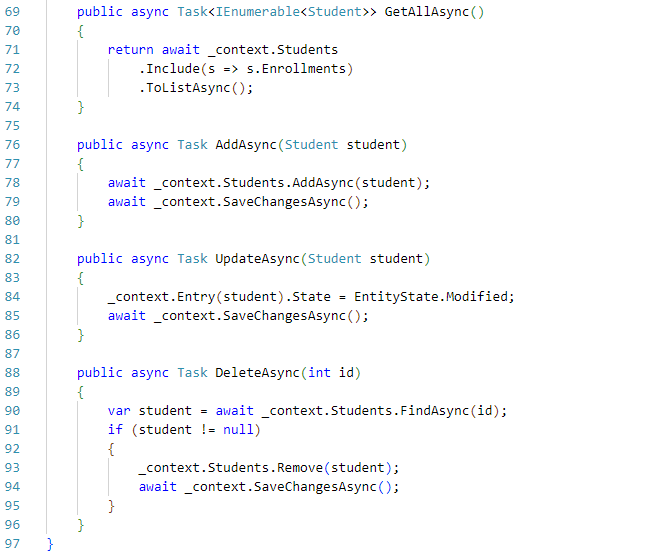 69 public async Task<IEnumerable<Student>> GetAllAsync()
70 {
71 return await _context.Students
72 .Include(s => s.Enrollments)
73 .ToListAsync();
74 }
75
76 public async Task AddAsync(Student student)
77 {
78 await _context.Students.AddAsync(student);
79 await _context.SaveChangesAsync();
80 }
81
82 public async Task UpdateAsync(Student student)
83 {
84 _context.Entry(student).State = EntityState.Modified;
85 await _context.SaveChangesAsync();
86 }
87
88 public async Task DeleteAsync(int id)
89 {
90 var student = await _context.Students.FindAsync(id);
91 if (student != null)
92 {
93 _context.Students.Remove(student);
94 await _context.SaveChangesAsync();
95 }
96 }
97 }